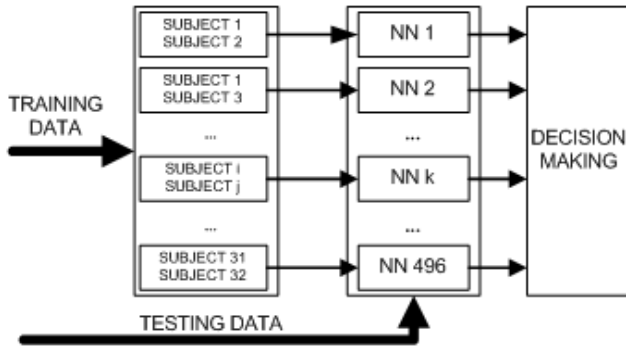 TRAINING
DATA
SUBJECT 1
SUBJECT 2
SUBJECT 1
SUBJECT 3
...
SUBJECT i
SUBJECT j
...
SUBJECT 31
SUBJECT 32
NN 1
NN 2
...
NN k
...
NN 496
DECISION
MAKING
TESTING DATA